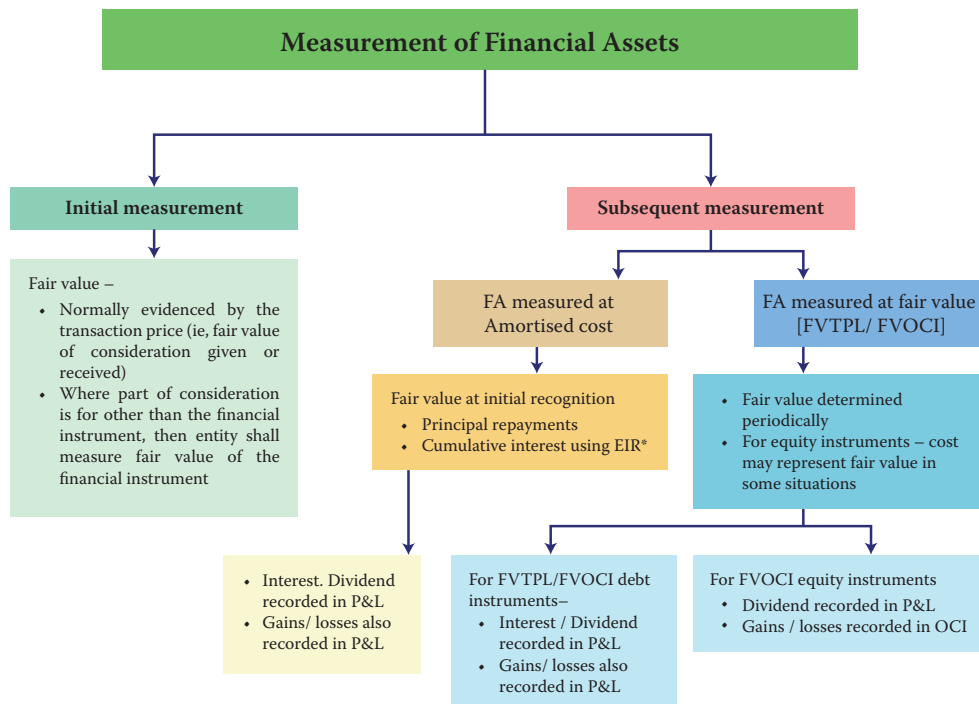 Measurement of Financial Assets
Initial measurement
Fair value –
• Normally evidenced by the
transaction price (ie, fair value
of consideration given or
received)
• Where part of consideration
is for other than the financial
instrument, then entity shall
measure fair value of the
financial instrument
Subsequent measurement
FA measured at
Amortised cost
Fair value at initial recognition
• Principal repayments
• Cumulative interest using EIR*
• Interest. Dividend
recorded in P&L
• Gains/ losses also
recorded in P&L
FA measured at fair value
[FVTPL/ FVOCI]
• Fair value determined
periodically
• For equity instruments – cost
may represent fair value in
some situations
For FVTPL/FVOCI debt
instruments–
• Interest / Dividend
recorded in P&L
• Gains/ losses also
recorded in P&L
For FVOCI equity instruments
• Dividend recorded in P&L
• Gains / losses recorded in OCI